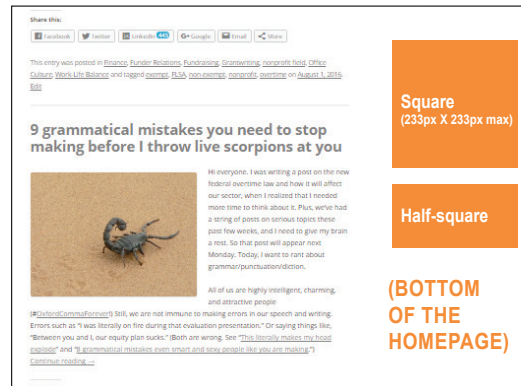 Share this:
Facebook Twitter LinkedIn 445 Google Email More
This entry was posted in Finance, Funder Relations, Fundraising, Grantwriting, nonprofit field, Office
Culture, Work-Life Balance and tagged exempt, FLSA, non-exempt, nonprofit, overtime on August 1, 2016.
Edit
9 grammatical mistakes you need to stop
making before I throw live scorpions at you
Hi everyone. I was writing a post on the new
federal overtime law and how it will affect
our sector, when I realized that I needed
more time to think about it. Plus, we've had
a string of posts on serious topics these
past few weeks, and I need to give my brain
a rest. So that post will appear next
Monday. Today, I want to rant about
grammar/punctuation/diction.
All of us are highly intelligent, charming,
and attractive people
(#OxfordCommaForever!) Still, we are not immune to making errors in our speech and writing.
Errors such as "I was literally on fire during that evaluation presentation." Or saying things like,
"Between you and I, our equity plan sucks." (Both are wrong. See "This literally makes my head
explode" and "8 grammatical mistakes even smart and sexy people like you are making.")
Continue reading →
Square
(233px X 233px max)
Half-square
(BOTTOM
OF THE
HOMEPAGE)